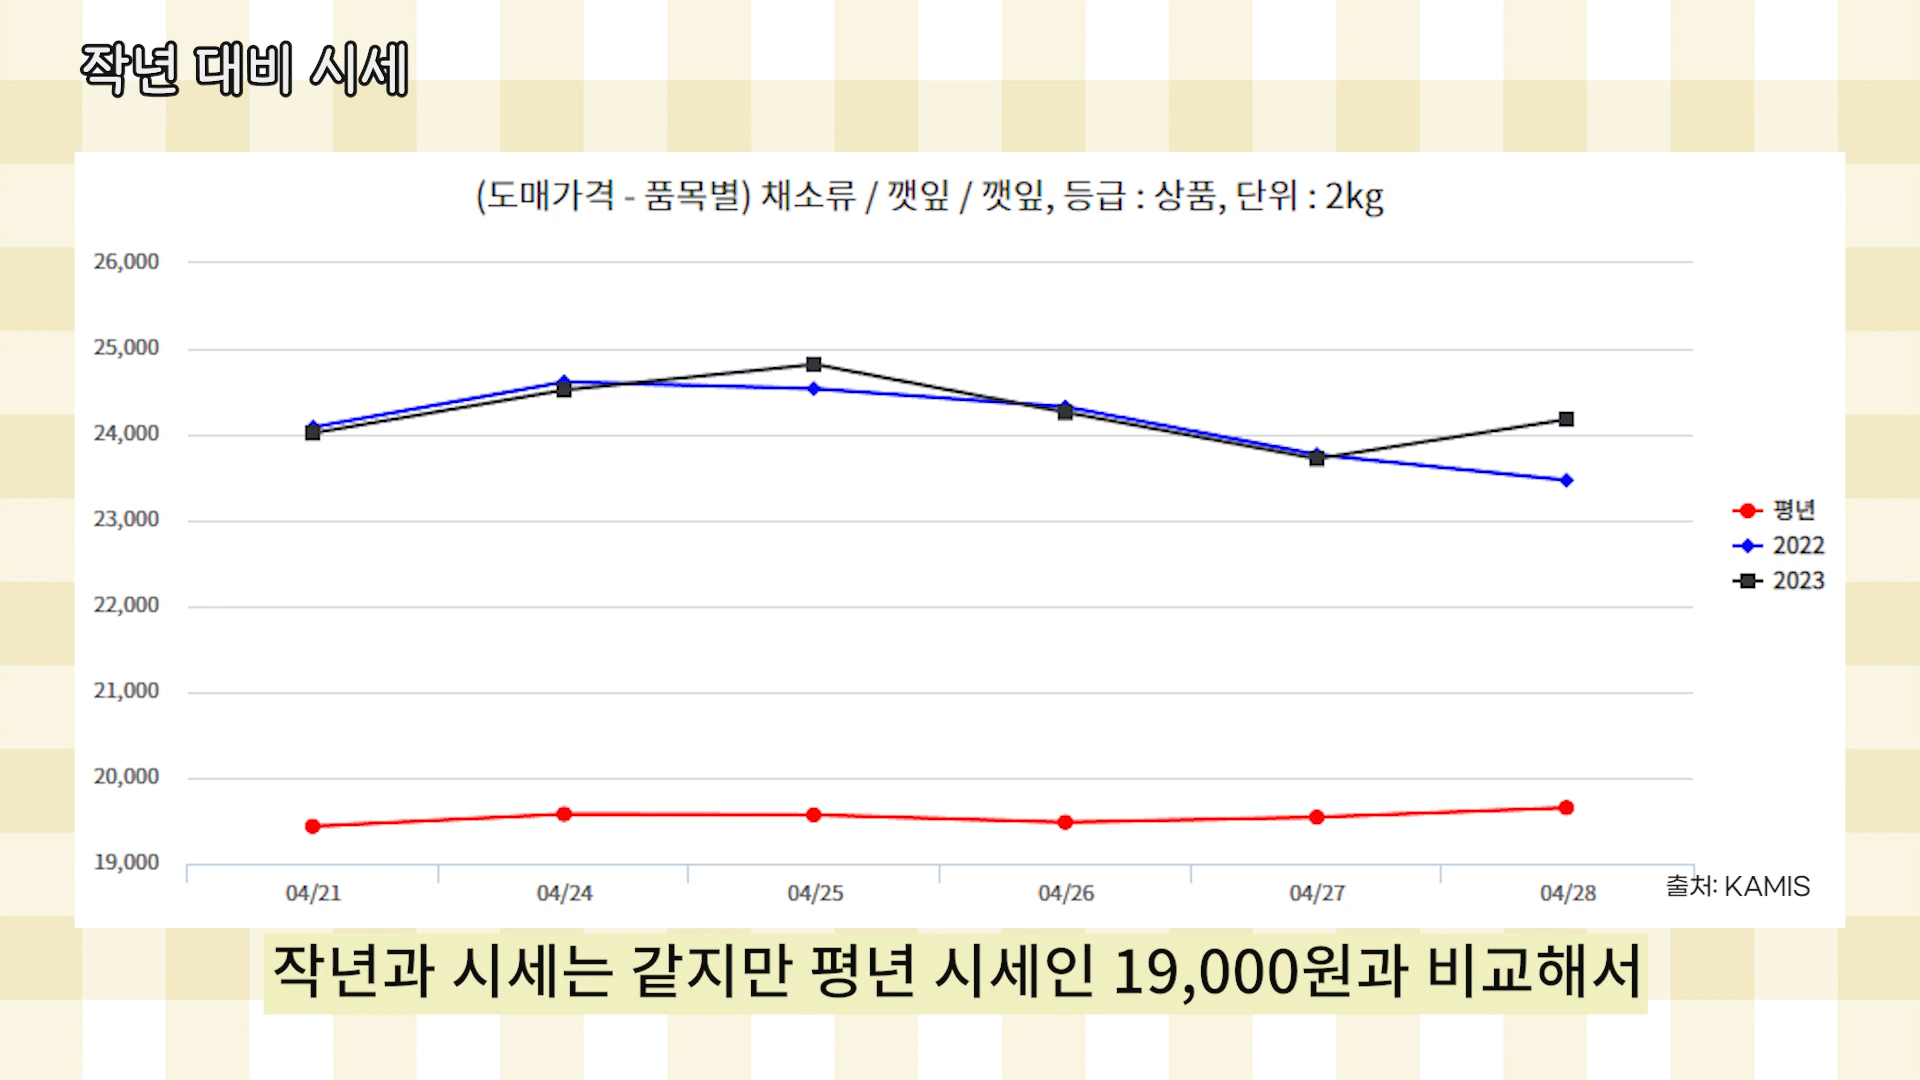 작년 대비 시세
(도매가격 - 품목별) 채소류 / 깻잎 / 깻잎, 등급 : 상품, 단위 : 2kg
26,000
25,000
24,000
23,000
22,000
21,000
20,000
19,000
04/21 04/24 04/25 04/26 04/27 04/28
평년
2022
2023
출처: KAMIS
작년과 시세는 같지만 평년 시세인 19,000원과 비교해서